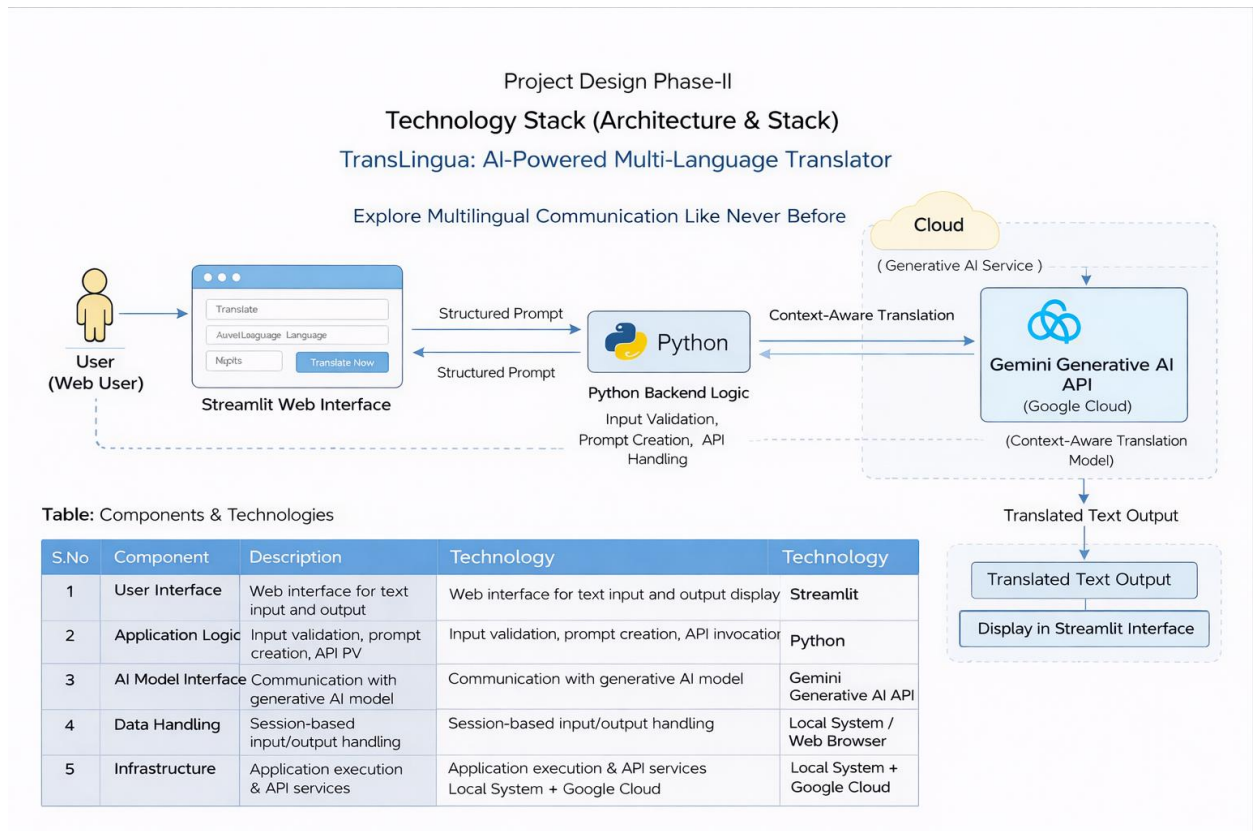 Project Design Phase-II
Technology Stack (Architecture & Stack)
TransLingua: AI-Powered Multi-Language Translator
Explore Multilingual Communication Like Never Before
Cloud
( Generative AI Service )
User
(Web User)
Translate
Language
Translate Now
Streamlit Web Interface
Structured Prompt
Structured Prompt
Python
Python Backend Logic
Input Validation,
Prompt Creation, API
Handling
Context-Aware Translation
Gemini Generative AI
API
(Google Cloud)
(Context-Aware Translation
Model)
Translated Text Output
Translated Text Output
Display in Streamlit Interface
Table: Components & Technologies
S.No Component Description Technology Technology
1 User Interface Web interface for text
input and output Web interface for text input and output display Streamlit
2 Application Logic Input validation, prompt
creation, API PV Input validation, prompt creation, API invocation Python
3 AI Model Interface Communication with
generative AI model Communication with generative AI model Gemini
Generative AI API
4 Data Handling Session-based
input/output handling Session-based input/output handling Local System /
Web Browser
5 Infrastructure Application execution
& API services Application execution & API services
Local System + Google Cloud Local System +
Google Cloud